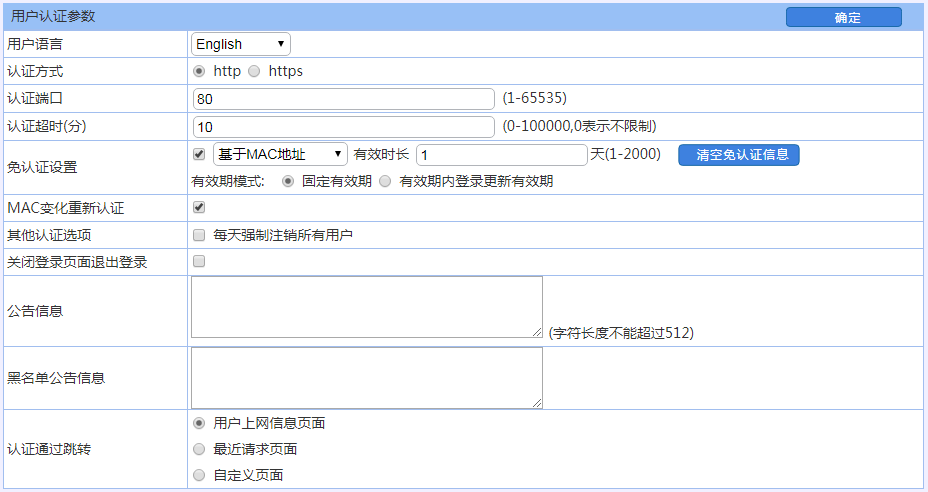 用户认证参数 确定
用户语言 English
认证方式 http https
认证端口 80 (1-65535)
认证超时(分) 10 (0-100000,0表示不限制)
免认证设置 基于MAC地址 有效时长 1 天(1-2000) 清空免认证信息
有效期模式: 固定有效期 有效期内登录更新有效期
MAC变化重新认证
其他认证选项 每天强制注销所有用户
关闭登录页面退出登录
公告信息 (字符长度不能超过512)
黑名单公告信息
认证通过跳转 用户上网信息页面
最近请求页面
自定义页面